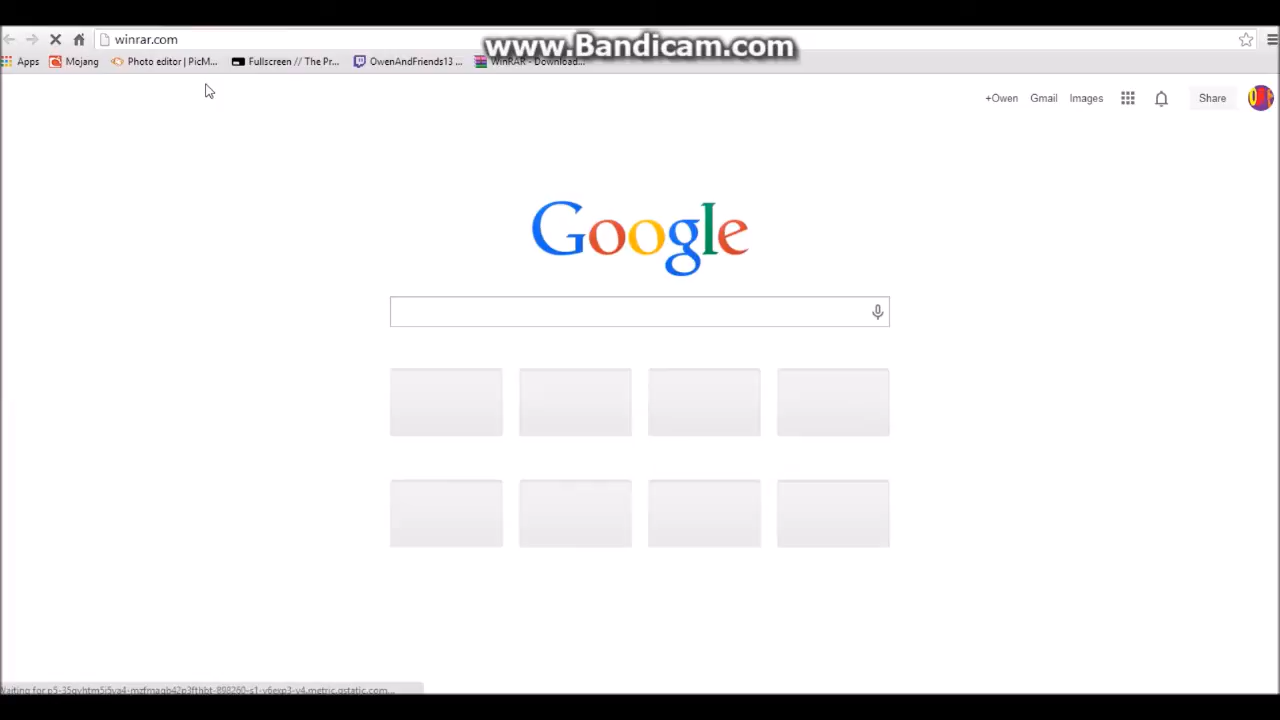 www.Bandicam.com
winrar.com
Apps Mojang Photo editor | PicM... Fullscreen // The Pr... OwenAndFriends13 ... WinRAR - Download...
+Owen Gmail Images Share
Google